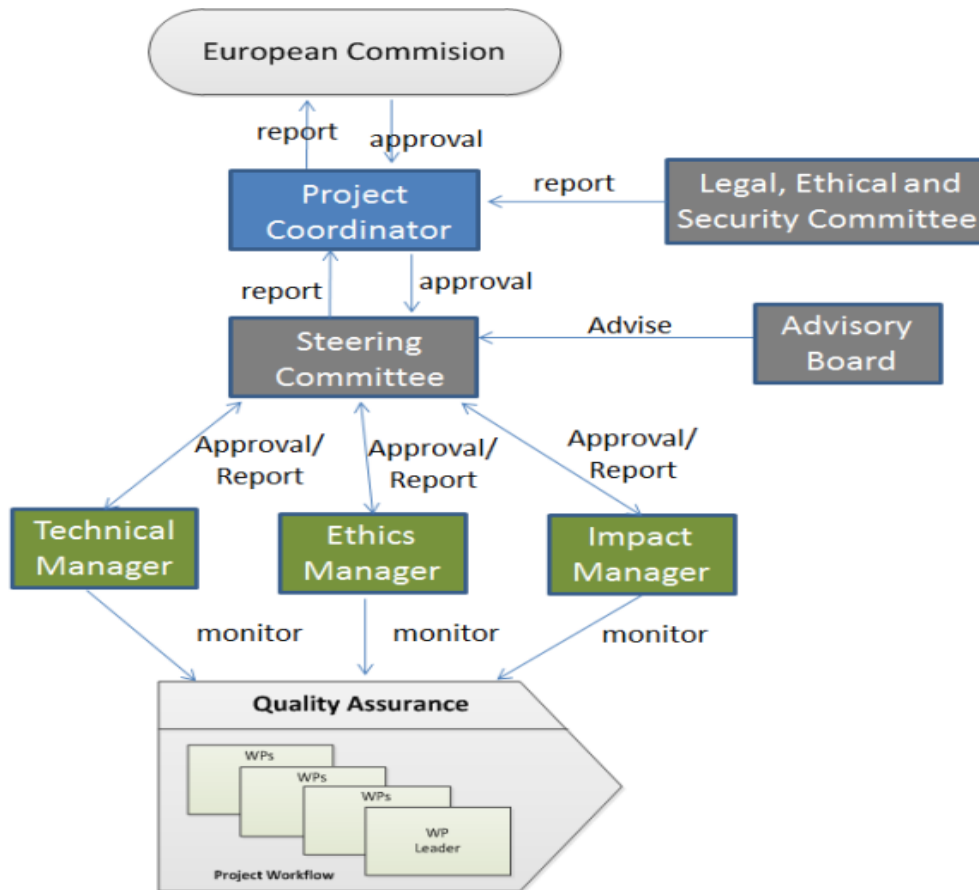 European Commision
report
approval
Project
Coordinator
report
Legal, Ethical and
Security Committee
report
approval
Steering
Committee
Advise
Advisory
Board
Approval/
Report
Approval/
Report
Approval/
Report
Technical
Manager
Ethics
Manager
Impact
Manager
monitor
monitor
monitor
Quality Assurance
WPs
WPs
WPs
WP
Leader
Project Workflow